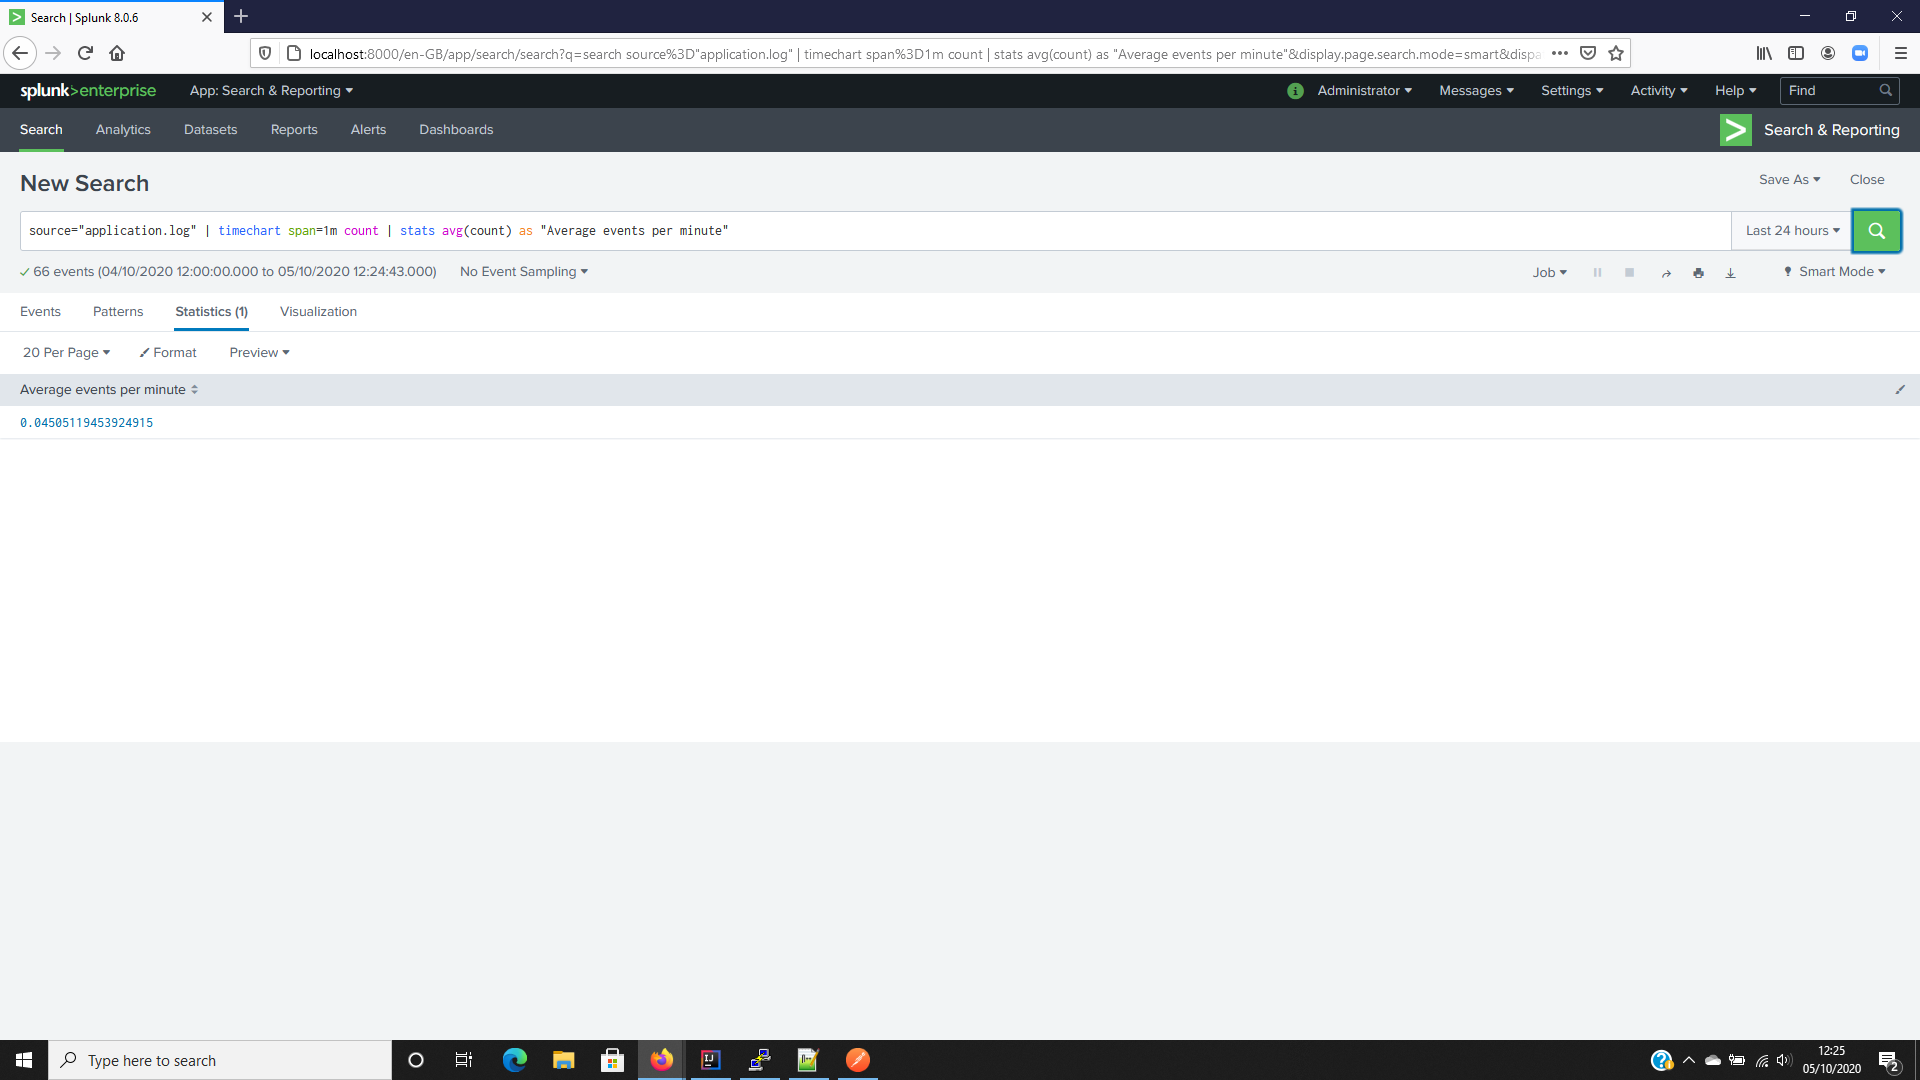 Search | Splunk 8.0.6
localhost:8000/en-GB/app/search/search?q=search source%3D"application.log" | timechart span%3D1m count | stats avg(count) as "Average events per minute"&display.page.search.mode=smart&dispa
splunk>enterprise App: Search & Reporting Administrator Messages Settings Activity Help Find
Search Analytics Datasets Reports Alerts Dashboards Search & Reporting
New Search Save As Close
source="application.log" | timechart span=1m count | stats avg(count) as "Average events per minute" Last 24 hours
66 events (04/10/2020 12:00:00.000 to 05/10/2020 12:24:43.000) No Event Sampling Job Smart Mode
Events Patterns Statistics (1) Visualization
20 Per Page Format Preview
Average events per minute
0.04505119453924915
Type here to search
12:25
05/10/2020
2